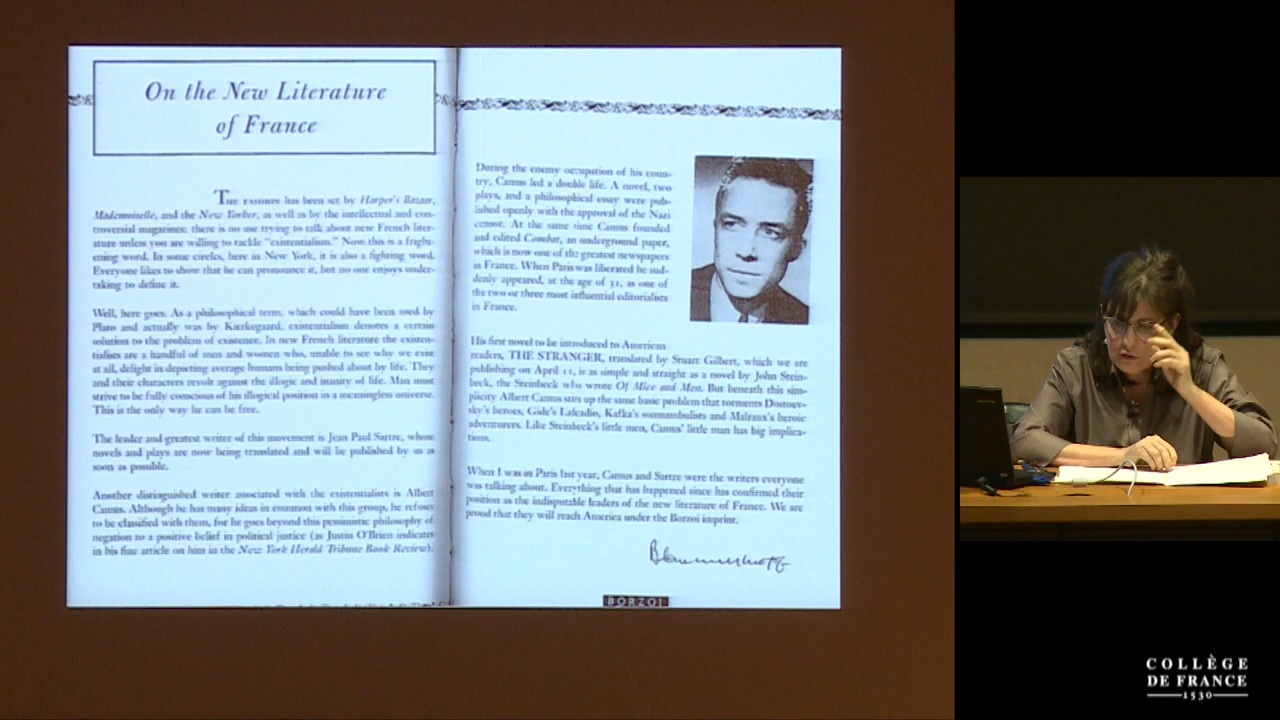 On the New Literature
of France
THE FASHION has been set by Harper's Bazaar,
Mademoiselle, and the New Yorker, as well as by the intellectual and con-
troversial magazines: there is no use trying to talk about new French liter-
ature unless you are willing to tackle "existentialism." Now, this is a fright-
ening word. In some circles, here in New York, it is also a fighting word.
Everyone likes to show that he can pronounce it, but no one enjoys under-
taking to define it.
Well, here goes. As a philosophical term, which could have been used by
Plato and actually was by Kierkegaard, existentialism denotes a certain
solution to the problem of existence. In new French literature the existen-
tialists are a handful of men and women who, unable to see why we exist
at all, delight in depicting average humans being pushed about by life. They
and their characters revolt against the illogic and inanity of life. Man must
strive to be fully conscious of his illogical position in a meaningless universe.
This is the only way he can be free.
The leader and greatest writer of this movement is Jean Paul Sartre, whose
novels and plays are now being translated and will be published by us as
soon as possible.
Another distinguished writer associated with the existentialists is Albert
Camus. Although he has many ideas in common with this group, he refuses
to be classified with them, for he goes beyond this pessimistic philosophy of
negation to a positive belief in political justice (as Justin O'Brien indicates
in his fine article on him in the New York Herald Tribune Book Review).
During the enemy occupation of his coun-
try, Camus led a double life. A novel, two
plays, and a philosophical essay were pub-
lished openly with the approval of the Nazi
censor. At the same time Camus founded
and edited Combat, an underground paper,
which is now one of the greatest newspapers
in France. When Paris was liberated he sud-
denly appeared, at the age of 31, as one of
the two or three most influential editorialists
in France.
His first novel to be introduced to American
readers, THE STRANGER, translated by Stuart Gilbert, which we are
publishing on April 11, is as simple and straight as a novel by John Stein-
beck, the Steinbeck who wrote Of Mice and Men. But beneath this sim-
plicity Albert Camus stirs up the same basic problem that torments Dostoev-
sky's heroes, Gide's Lafcadio, Kafka's somnambulists and Malraux's heroic
adventurers. Like Steinbeck's little men, Camus' little man has big implica-
tions.
When I was in Paris last year, Camus and Sartre were the writers everyone
was talking about. Everything that has happened since has confirmed their
position as the indisputable leaders of the new literature of France. We are
proud that they will reach America under the Borzoi imprint.
BORZOI
COLLÈGE
DE FRANCE
1530